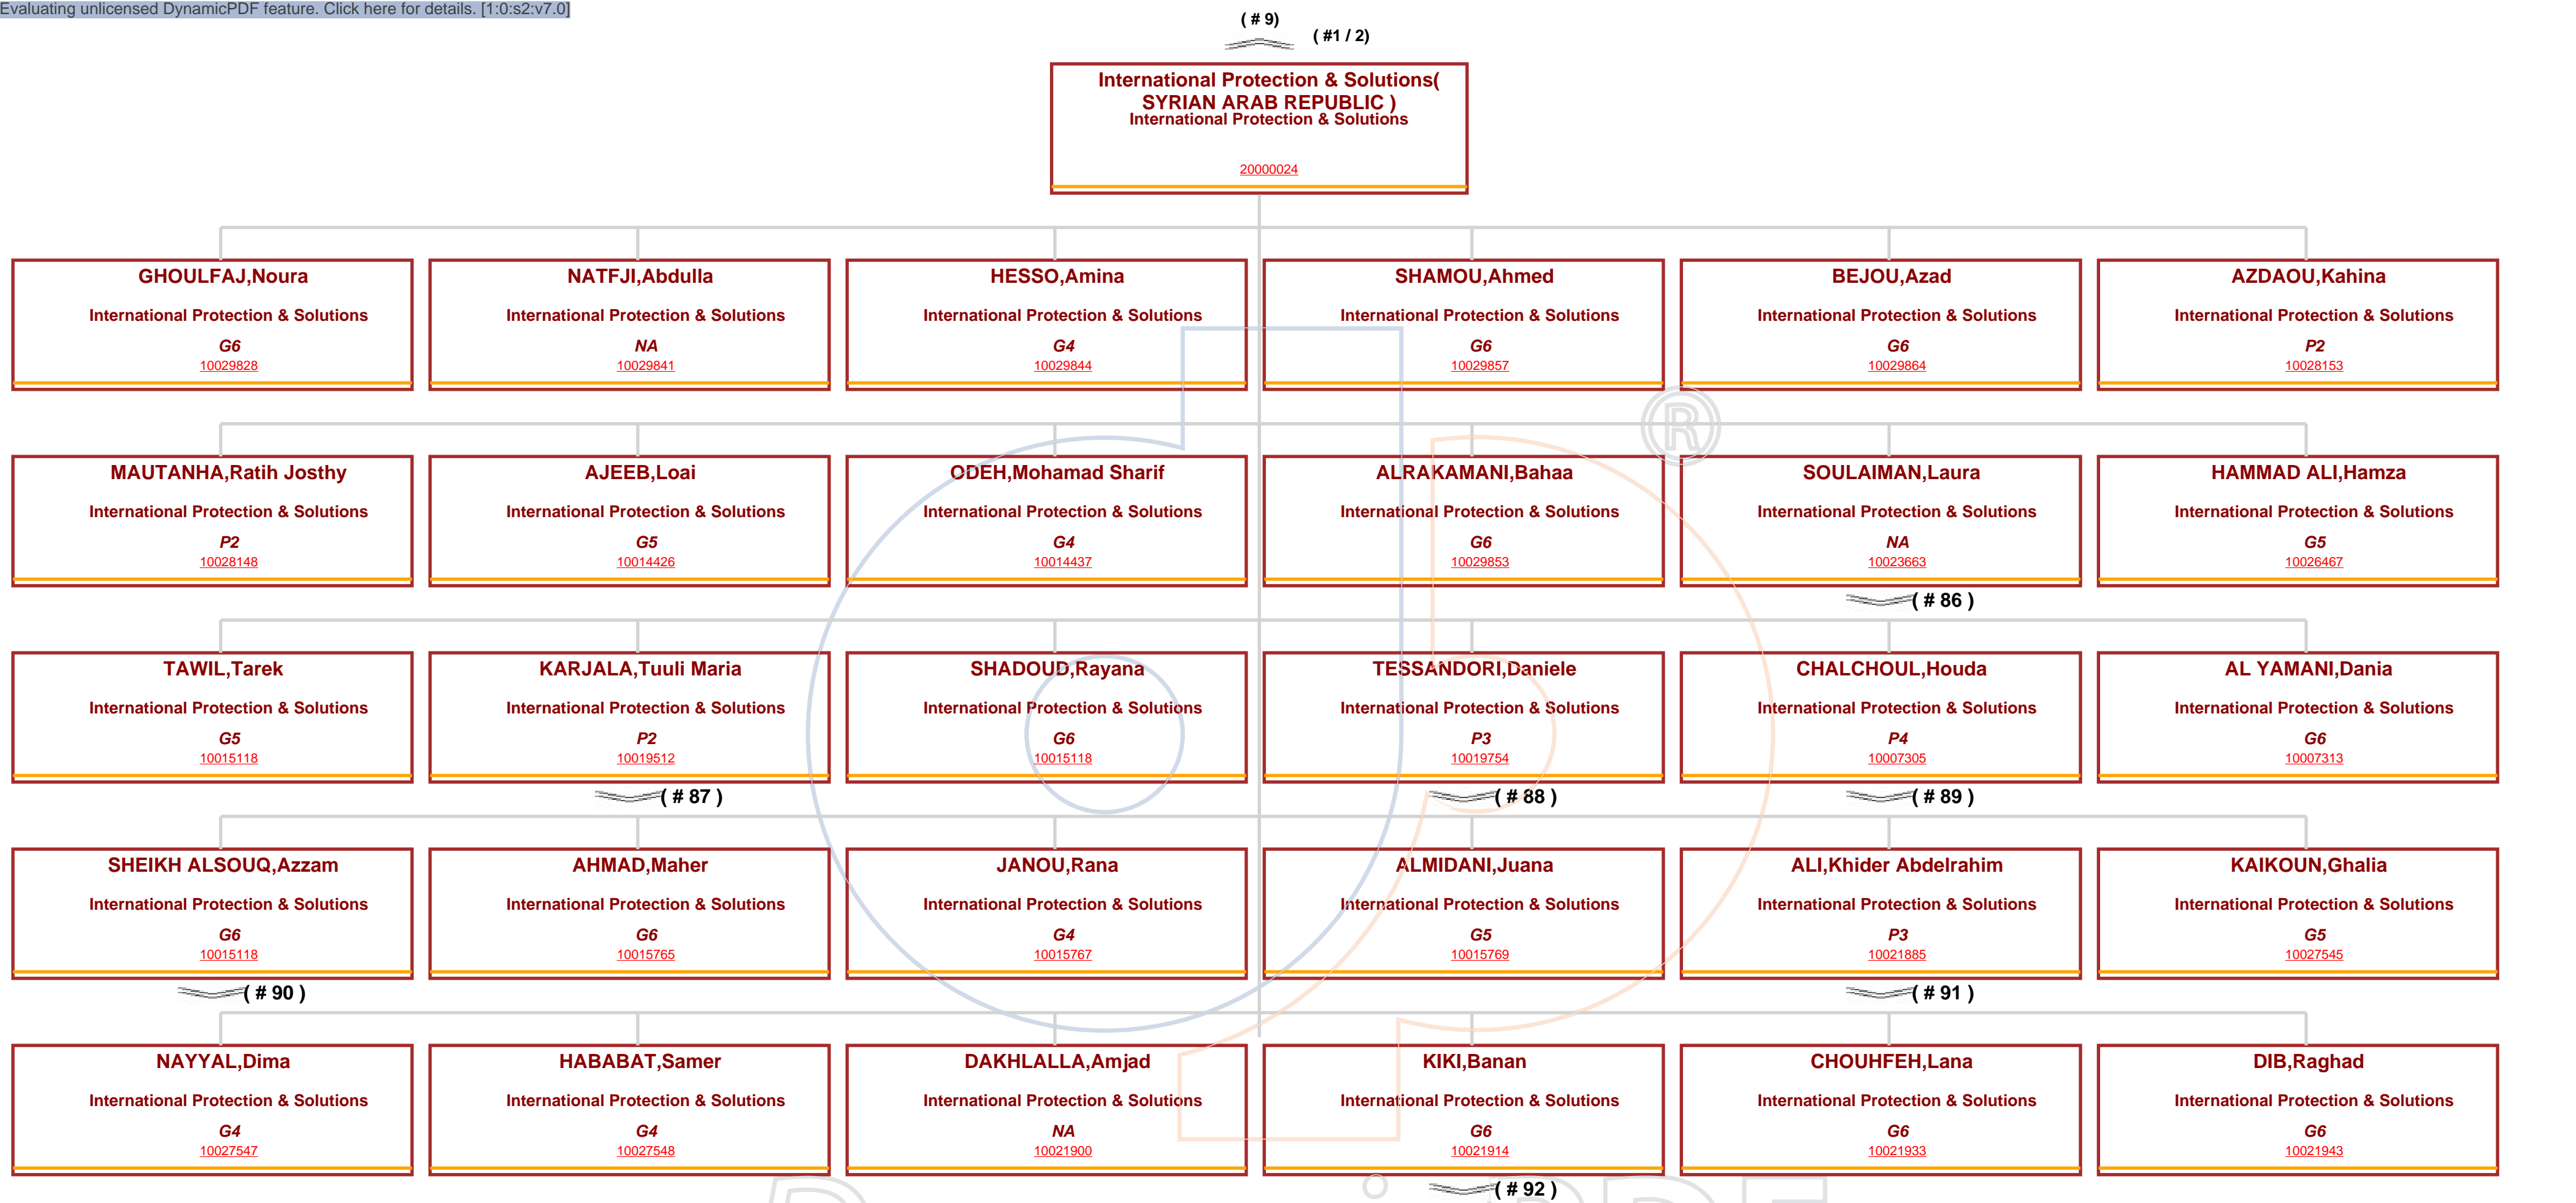 Evaluating unlicensed DynamicPDF feature. Click here for details. [1:0:s2:v7.0]
( # 9)
( #1 / 2)
International Protection & Solutions(
SYRIAN ARAB REPUBLIC )
International Protection & Solutions
20000024
GHOULFAJ,Noura
International Protection & Solutions
G6
10029828
NATFJI,Abdulla
International Protection & Solutions
NA
10029841
HESSO,Amina
International Protection & Solutions
G4
10029844
SHAMOU,Ahmed
International Protection & Solutions
G6
10029857
BEJOU,Azad
International Protection & Solutions
G6
10029864
AZDAOU,Kahina
International Protection & Solutions
P2
10028153
®
MAUTANHA,Ratih Josthy
International Protection & Solutions
P2
10028148
AJEEB,Loai
International Protection & Solutions
G5
10014426
ODEH,Mohamad Sharif
International Protection & Solutions
G4
10014437
ALRAKAMANI,Bahaa
International Protection & Solutions
G6
10029853
SOULAIMAN,Laura
International Protection & Solutions
NA
10023663
( # 86 )
HAMMAD ALI,Hamza
International Protection & Solutions
G5
10026467
TAWIL,Tarek
International Protection & Solutions
G5
10015118
KARJALA,Tuuli Maria
International Protection & Solutions
P2
10019512
( # 87 )
SHADOUD,Rayana
International Protection & Solutions
G6
10015118
TESSANDORI,Daniele
International Protection & Solutions
P3
10019754
( # 88 )
CHALCHOUL,Houda
International Protection & Solutions
P4
10007305
( # 89 )
AL YAMANI,Dania
International Protection & Solutions
G6
10007313
SHEIKH ALSOUQ,Azzam
International Protection & Solutions
G6
10015118
( # 90 )
AHMAD,Maher
International Protection & Solutions
G6
10015765
JANOU,Rana
International Protection & Solutions
G4
10015767
ALMIDANI,Juana
International Protection & Solutions
G5
10015769
ALI,Khider Abdelrahim
International Protection & Solutions
P3
10021885
( # 91 )
KAIKOUN,Ghalia
International Protection & Solutions
G5
10027545
NAYYAL,Dima
International Protection & Solutions
G4
10027547
HABABAT,Samer
International Protection & Solutions
G4
10027548
DAKHLALLA,Amjad
International Protection & Solutions
NA
10021900
KIKI,Banan
International Protection & Solutions
G6
10021914
( # 92 )
CHOUHFEH,Lana
International Protection & Solutions
G6
10021933
DIB,Raghad
International Protection & Solutions
G6
10021943